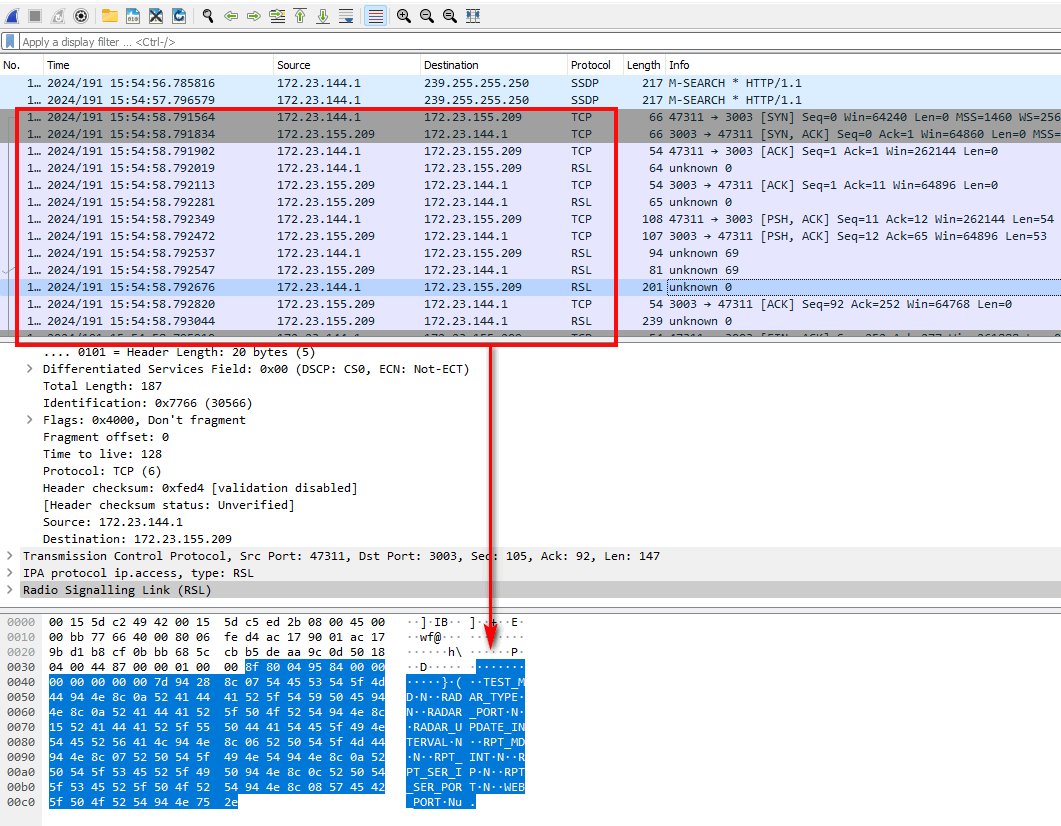 Apply a display filter ... <Ctrl-/>
No. Time Source Destination Protocol Length Info
1… 2024/191 15:54:56.785816 172.23.144.1 239.255.255.250 SSDP 217 M-SEARCH * HTTP/1.1
1… 2024/191 15:54:57.796579 172.23.144.1 239.255.255.250 SSDP 217 M-SEARCH * HTTP/1.1
1… 2024/191 15:54:58.791564 172.23.144.1 172.23.155.209 TCP 66 47311 → 3003 [SYN] Seq=0 Win=64240 Len=0 MSS=1460 WS=256
1… 2024/191 15:54:58.791834 172.23.155.209 172.23.144.1 TCP 66 3003 → 47311 [SYN, ACK] Seq=0 Ack=1 Win=64860 Len=0 MSS=
1… 2024/191 15:54:58.791902 172.23.144.1 172.23.155.209 TCP 54 47311 → 3003 [ACK] Seq=1 Ack=1 Win=262144 Len=0
1… 2024/191 15:54:58.792019 172.23.144.1 172.23.155.209 RSL 64 unknown 0
1… 2024/191 15:54:58.792113 172.23.155.209 172.23.144.1 TCP 54 3003 → 47311 [ACK] Seq=1 Ack=11 Win=64896 Len=0
1… 2024/191 15:54:58.792281 172.23.155.209 172.23.144.1 RSL 65 unknown 0
1… 2024/191 15:54:58.792349 172.23.144.1 172.23.155.209 TCP 108 47311 → 3003 [PSH, ACK] Seq=11 Ack=12 Win=262144 Len=54
1… 2024/191 15:54:58.792472 172.23.155.209 172.23.144.1 TCP 107 3003 → 47311 [PSH, ACK] Seq=12 Ack=65 Win=64896 Len=53
1… 2024/191 15:54:58.792537 172.23.144.1 172.23.155.209 RSL 94 unknown 69
1… 2024/191 15:54:58.792547 172.23.155.209 172.23.144.1 RSL 81 unknown 69
1… 2024/191 15:54:58.792676 172.23.144.1 172.23.155.209 RSL 201 unknown 0
1… 2024/191 15:54:58.792820 172.23.155.209 172.23.144.1 TCP 54 3003 → 47311 [ACK] Seq=92 Ack=252 Win=64768 Len=0
1… 2024/191 15:54:58.793044 172.23.155.209 172.23.144.1 RSL 239 unknown 0
.... 0101 = Header Length: 20 bytes (5)
Differentiated Services Field: 0x00 (DSCP: CS0, ECN: Not-ECT)
Total Length: 187
Identification: 0x7766 (30566)
Flags: 0x4000, Don't fragment
Fragment offset: 0
Time to live: 128
Protocol: TCP (6)
Header checksum: 0xfed4 [validation disabled]
[Header checksum status: Unverified]
Source: 172.23.144.1
Destination: 172.23.155.209
Transmission Control Protocol, Src Port: 47311, Dst Port: 3003, Seq: 105, Ack: 92, Len: 147
IPA protocol ip.access, type: RSL
Radio Signalling Link (RSL)
0000 00 15 5d c2 49 42 00 15 5d c5 ed 2b 08 00 45 00 ··]·IB·· ]··+··E·
0010 00 bb 77 66 40 00 80 06 fe d4 ac 17 90 01 ac 17 ··wf@··· ········
0020 9b d1 b8 cf 0b bb 68 5c cb b5 de aa 9c 0d 50 18 ······h\ ······P·
0030 04 00 44 87 00 00 01 00 00 8f 80 04 95 84 00 00 ··D····· ········
0040 00 00 00 00 00 7d 94 28 8c 07 54 45 53 54 5f 4d ·····}·( ··TEST_M
0050 44 94 4e 8c 0a 52 41 44 41 52 5f 54 59 50 45 94 D·N··RAD AR_TYPE·
0060 4e 8c 0a 52 41 44 41 52 5f 50 4f 52 54 94 4e 8c N··RADAR _PORT·N·
0070 15 52 41 44 41 52 5f 55 50 44 41 54 45 5f 49 4e ·RADAR_U PDATE_IN
0080 54 45 52 56 41 4c 94 4e 8c 06 52 50 54 5f 4d 44 TERVAL·N ··RPT_MD
0090 94 4e 8c 07 52 50 54 5f 49 4e 54 94 4e 8c 0a 52 ·N··RPT_ INT·N··R
00a0 50 54 5f 53 45 52 5f 49 50 94 4e 8c 0c 52 50 54 PT_SER_I P·N··RPT
00b0 5f 53 45 52 5f 50 4f 52 54 94 4e 8c 08 57 45 42 _SER_POR T·N··WEB
00c0 5f 50 4f 52 54 94 4e 75 2e _PORT·Nu .